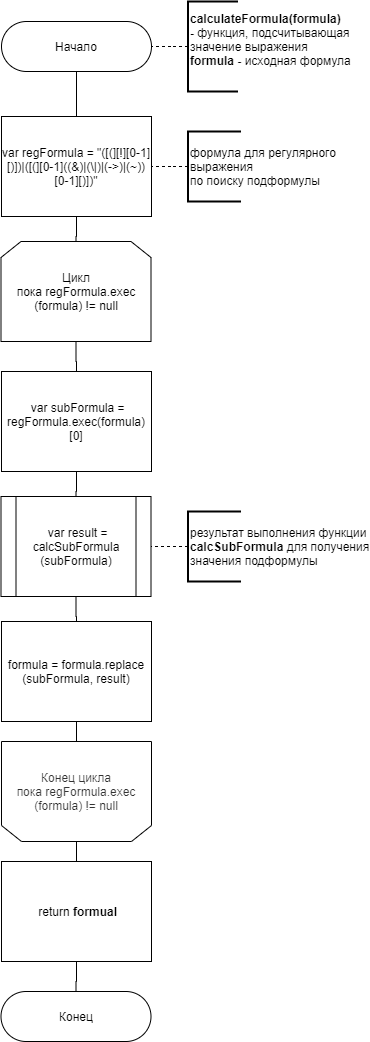 Начало
calculateFormula(formula)
- функция, подсчитывающая
значение выражения
formula - исходная формула
var regFormula = "([(][!][0-1]
[)])|([(][0-1]((&)|(\|)|(->)|(~))
[0-1][)])"
формула для регулярного
выражения
по поиску подформулы
Цикл
пока regFormula.exec
(formula) != null
var subFormula =
regFormula.exec(formula)
[0]
var result =
calcSubFormula
(subFormula)
результат выполнения функции
calcSubFormula для получения
значения подформулы
formula = formula.replace
(subFormula, result)
Конец цикла
пока regFormula.exec
(formula) != null
return formual
Конец